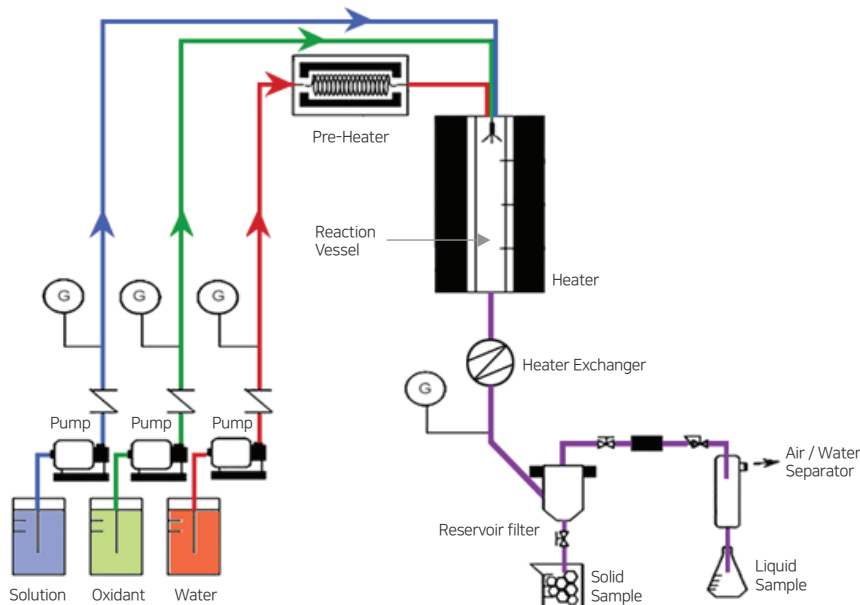 Pre-Heater
Reaction
Vessel
Heater
G
G
G
Heater Exchanger
G
Pump
Pump
Pump
Air / Water
Separator
Reservoir filter
Solution
Oxidant
Water
Solid
Sample
Liquid
Sample